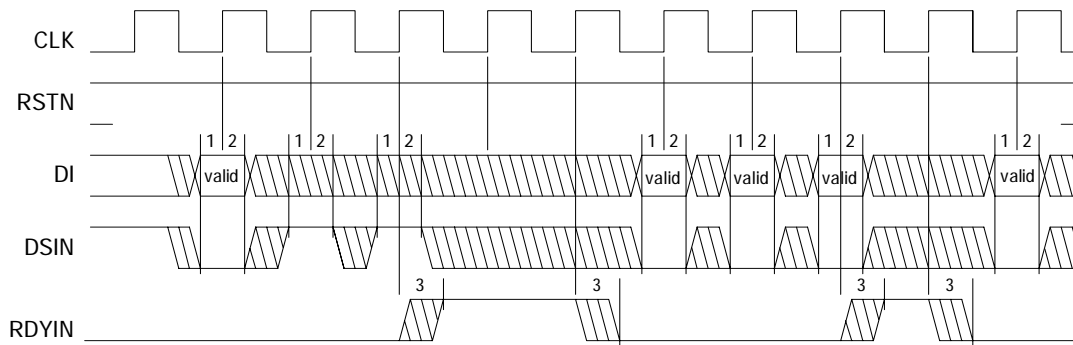 CLK
RSTN
1 2 1 2 1 2 1 2 1 2 1 2 1 2
DI valid valid valid valid valid
DSIN
3 3 3 3
RDYIN